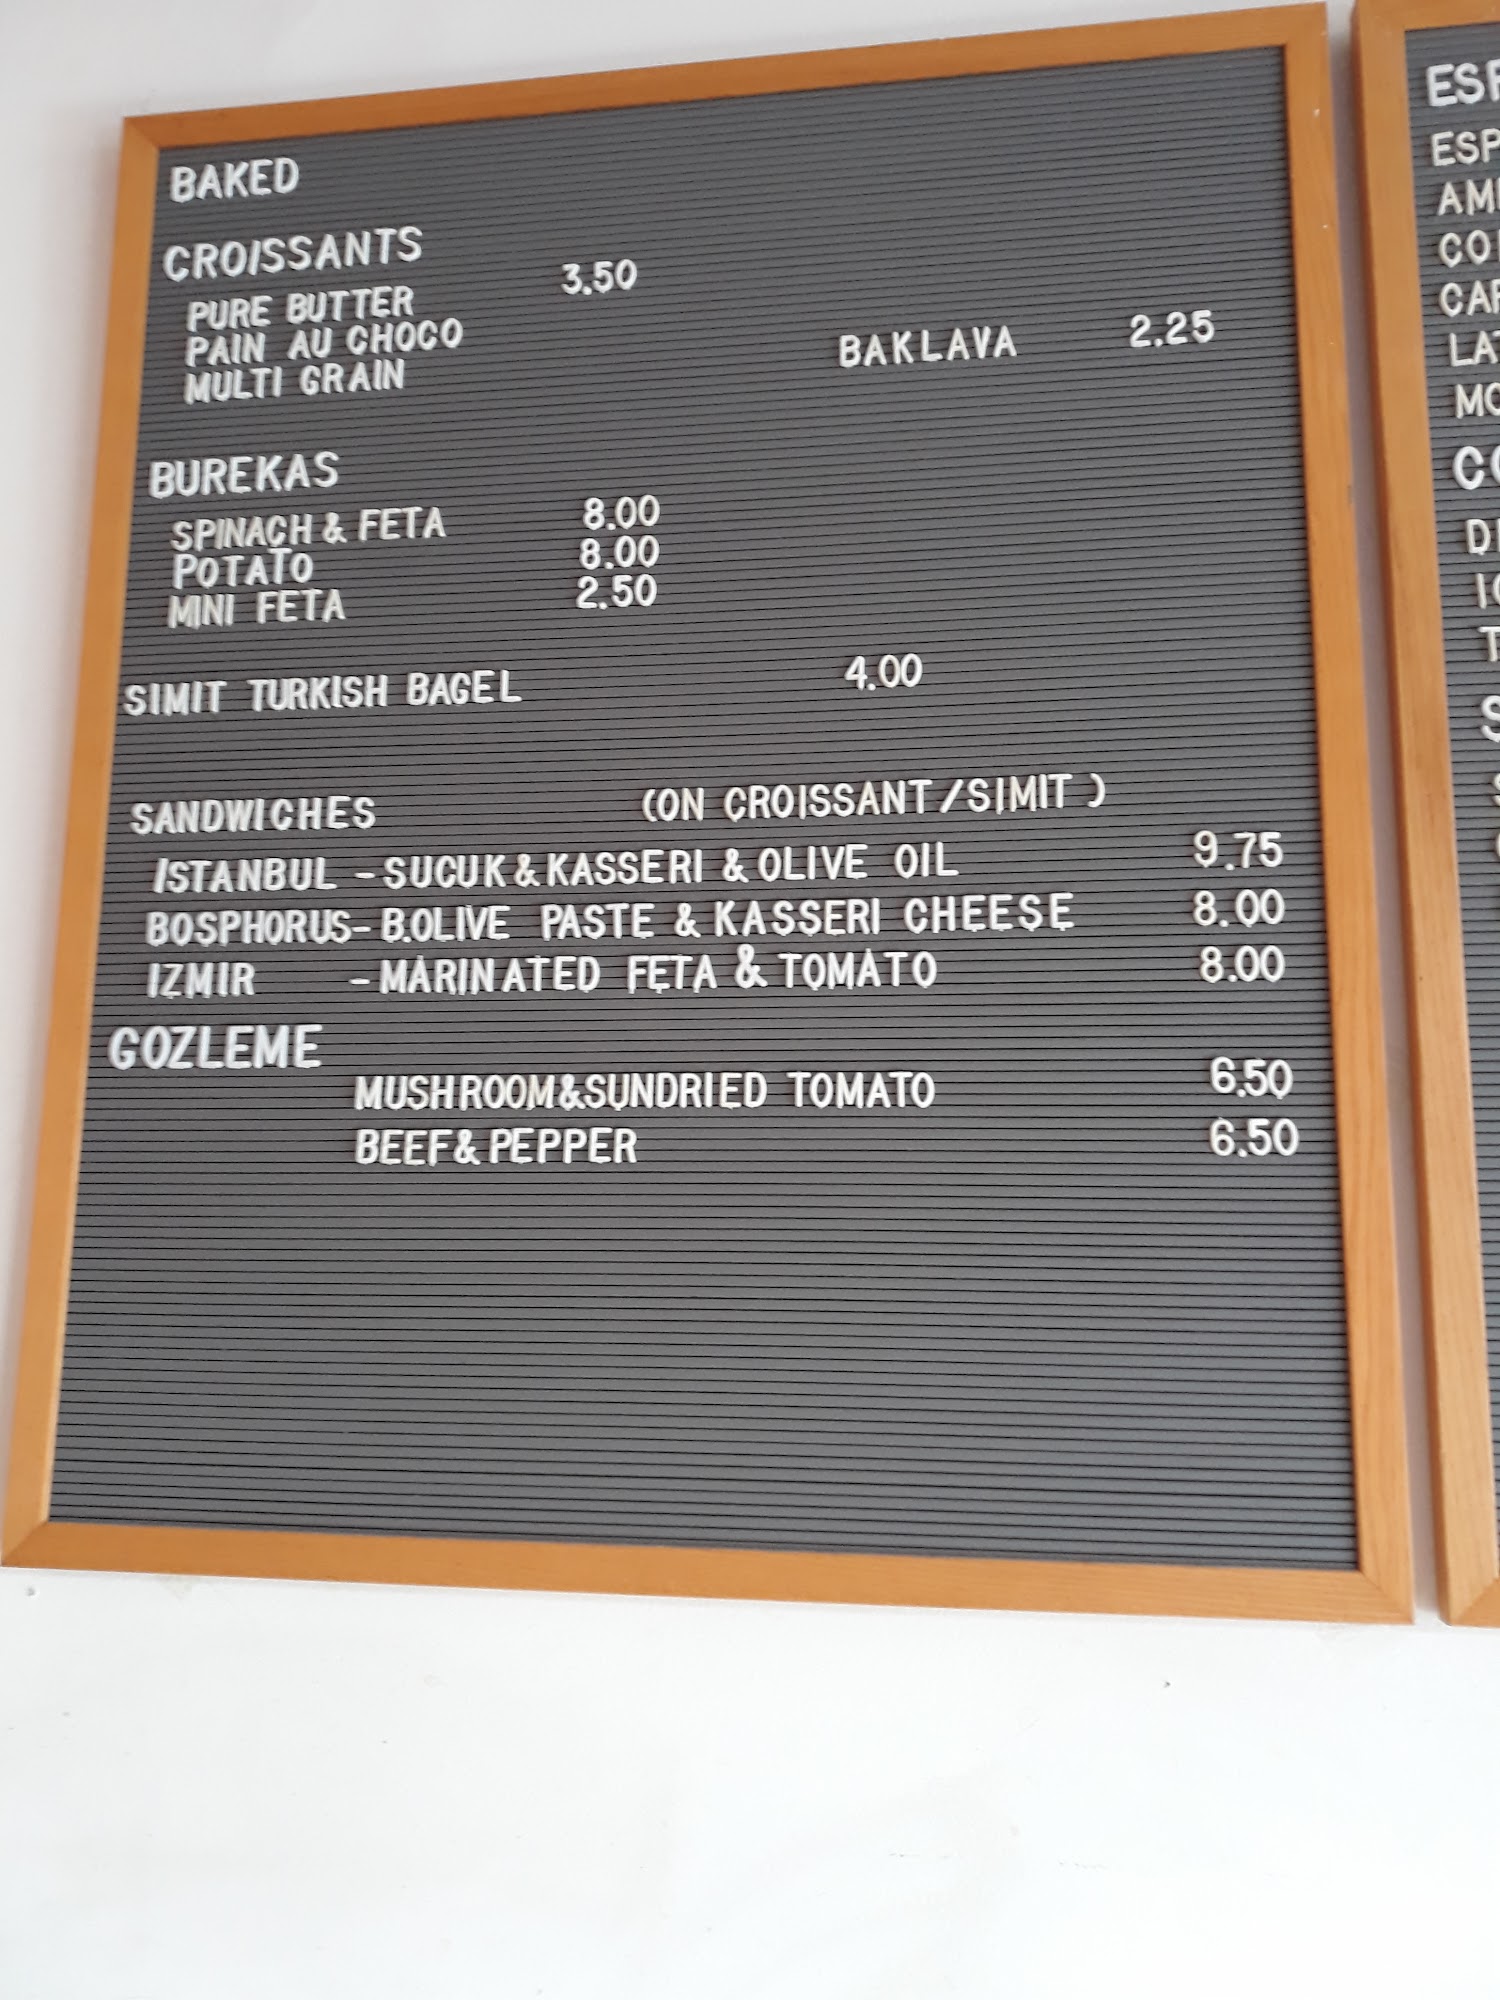 BAKED
CROISSANTS
PURE BUTTER 3.50
PAIN AU CHOCO
MULTI GRAIN
BAKLAVA 2.25
BUREKAS
SPINACH & FETA 8.00
POTATO 8.00
MINI FETA 2.50
SIMIT TURKISH BAGEL 4.00
SANDWICHES (ON CROISSANT/SIMIT)
ISTANBUL - SUCUK & KASSERI & OLIVE OIL 9.75
BOSPHORUS - B.OLIVE PASTE & KASSERI CHEESE 8.00
IZMIR - MARINATED FETA & TOMATO 8.00
GOZLEME
MUSHROOM&SUNDRIED TOMATO 6.50
BEEF& PEPPER 6.50